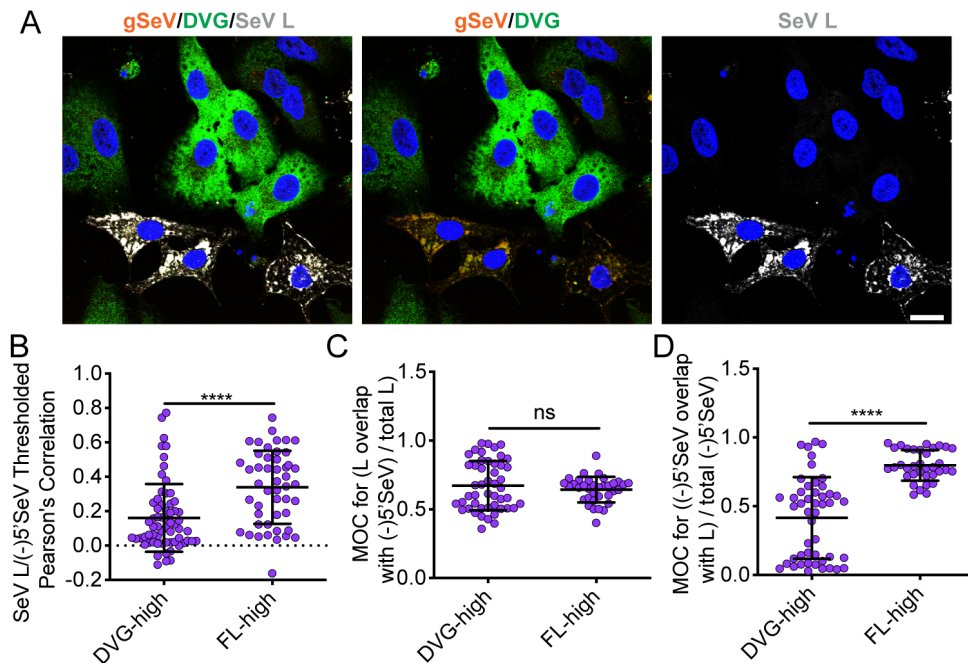 A
gSeV/DVG/SeV L
gSeV/DVG
SeV L
B
SeV L/(-)5'SeV Thresholded
Pearson's Correlation
1.0
0.8
0.6
0.4
0.2
0.0
-0.2
****
DVG-high
FL-high
C
MOC for (L overlap
with (-)5'SeV) / total L)
1.5
1.0
0.5
0.0
ns
DVG-high
FL-high
D
MOC for ((-)5'SeV overlap
with L) / total (-)5'SeV)
1.5
1.0
0.5
0.0
****
DVG-high
FL-high